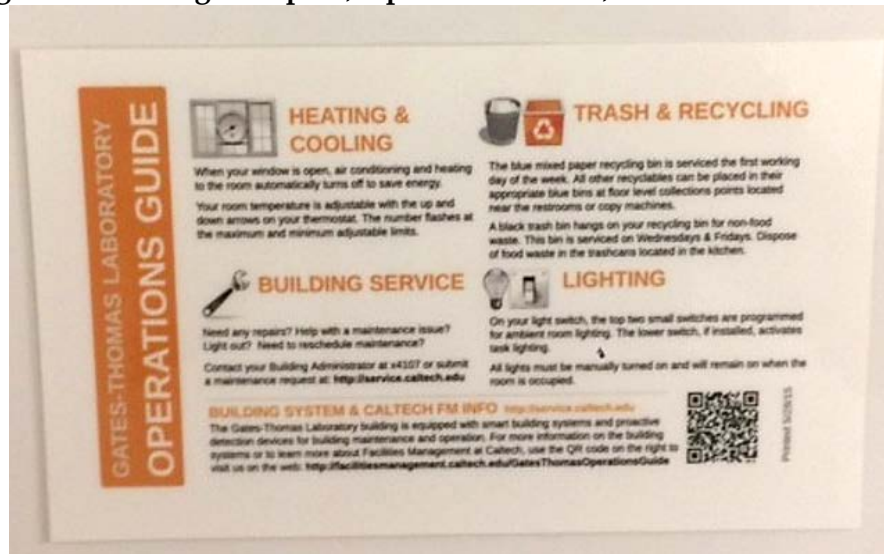 GATES-THOMAS LABORATORY
OPERATIONS GUIDE
HEATING &
COOLING
When your window is open, air conditioning and heating
to the room automatically turns off to save energy.
Your room temperature is adjustable with the up and
down arrows on your thermostat. The number flashes at
the maximum and minimum adjustable limits.
TRASH & RECYCLING
The blue mixed paper recycling bin is serviced the first working
day of the week. All other recyclables can be placed in their
appropriate blue bins at floor level collections points located
near the restrooms or copy machines.
A black trash bin hangs on your recycling bin for non-food
waste. This bin is serviced on Wednesdays & Fridays. Dispose
of food waste in the trashcans located in the kitchen.
BUILDING SERVICE
Need any repairs? Help with a maintenance issue?
Light out? Need to reschedule maintenance?
Contact your Building Administrator at x4107 or submit
a maintenance request at: http://service.caltech.edu
LIGHTING
On your light switch, the top two small switches are programmed
for ambient room lighting. The lower switch, if installed, activates
task lighting.
All lights must be manually turned on and will remain on when the
room is occupied.
BUILDING SYSTEM & CALTECH FM INFO http://service.caltech.edu
The Gates-Thomas Laboratory building is equipped with smart building systems and proactive
detection devices for building maintenance and operation. For more information on the building
systems or to learn more about Facilities Management at Caltech, use the QR code on the right to
visit us on the web: http://facilitiesmanagement.caltech.edu/GatesThomasOperationsGuide
Printed 5/28/15